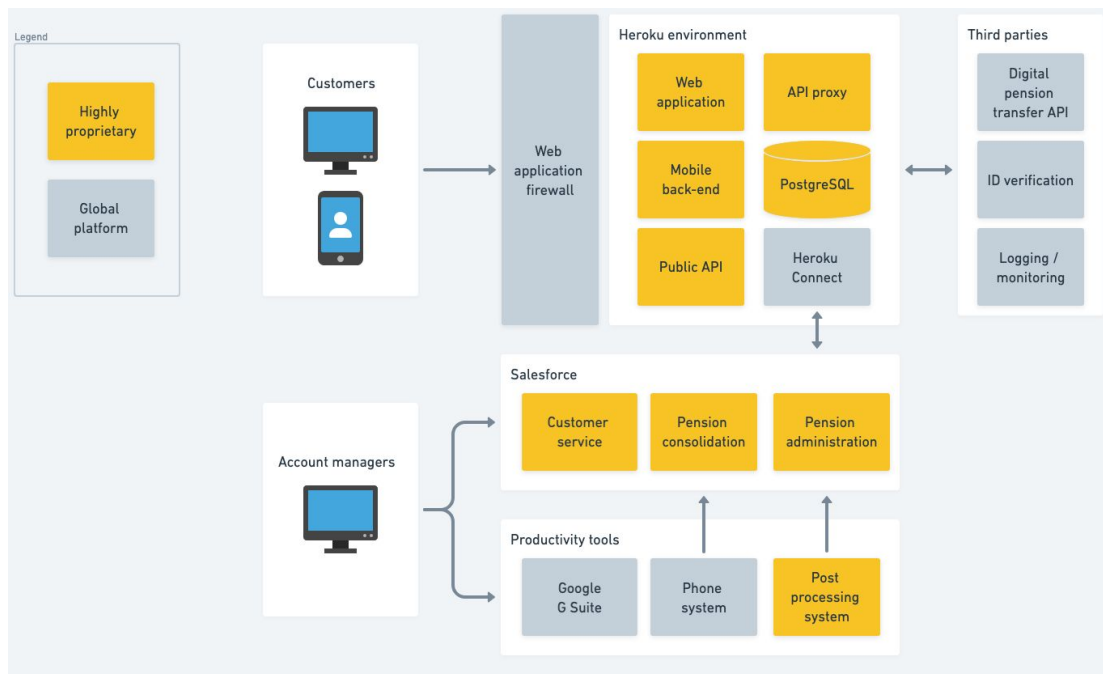 Legend
Highly
proprietary
Global
platform
Customers
Web
application
firewall
Heroku environment
Web
application
API proxy
Mobile
back-end
PostgreSQL
Public API
Heroku
Connect
Third parties
Digital
pension
transfer API
ID verification
Logging /
monitoring
Account managers
Salesforce
Customer
service
Pension
consolidation
Pension
administration
Productivity tools
Google
G Suite
Phone
system
Post
processing
system